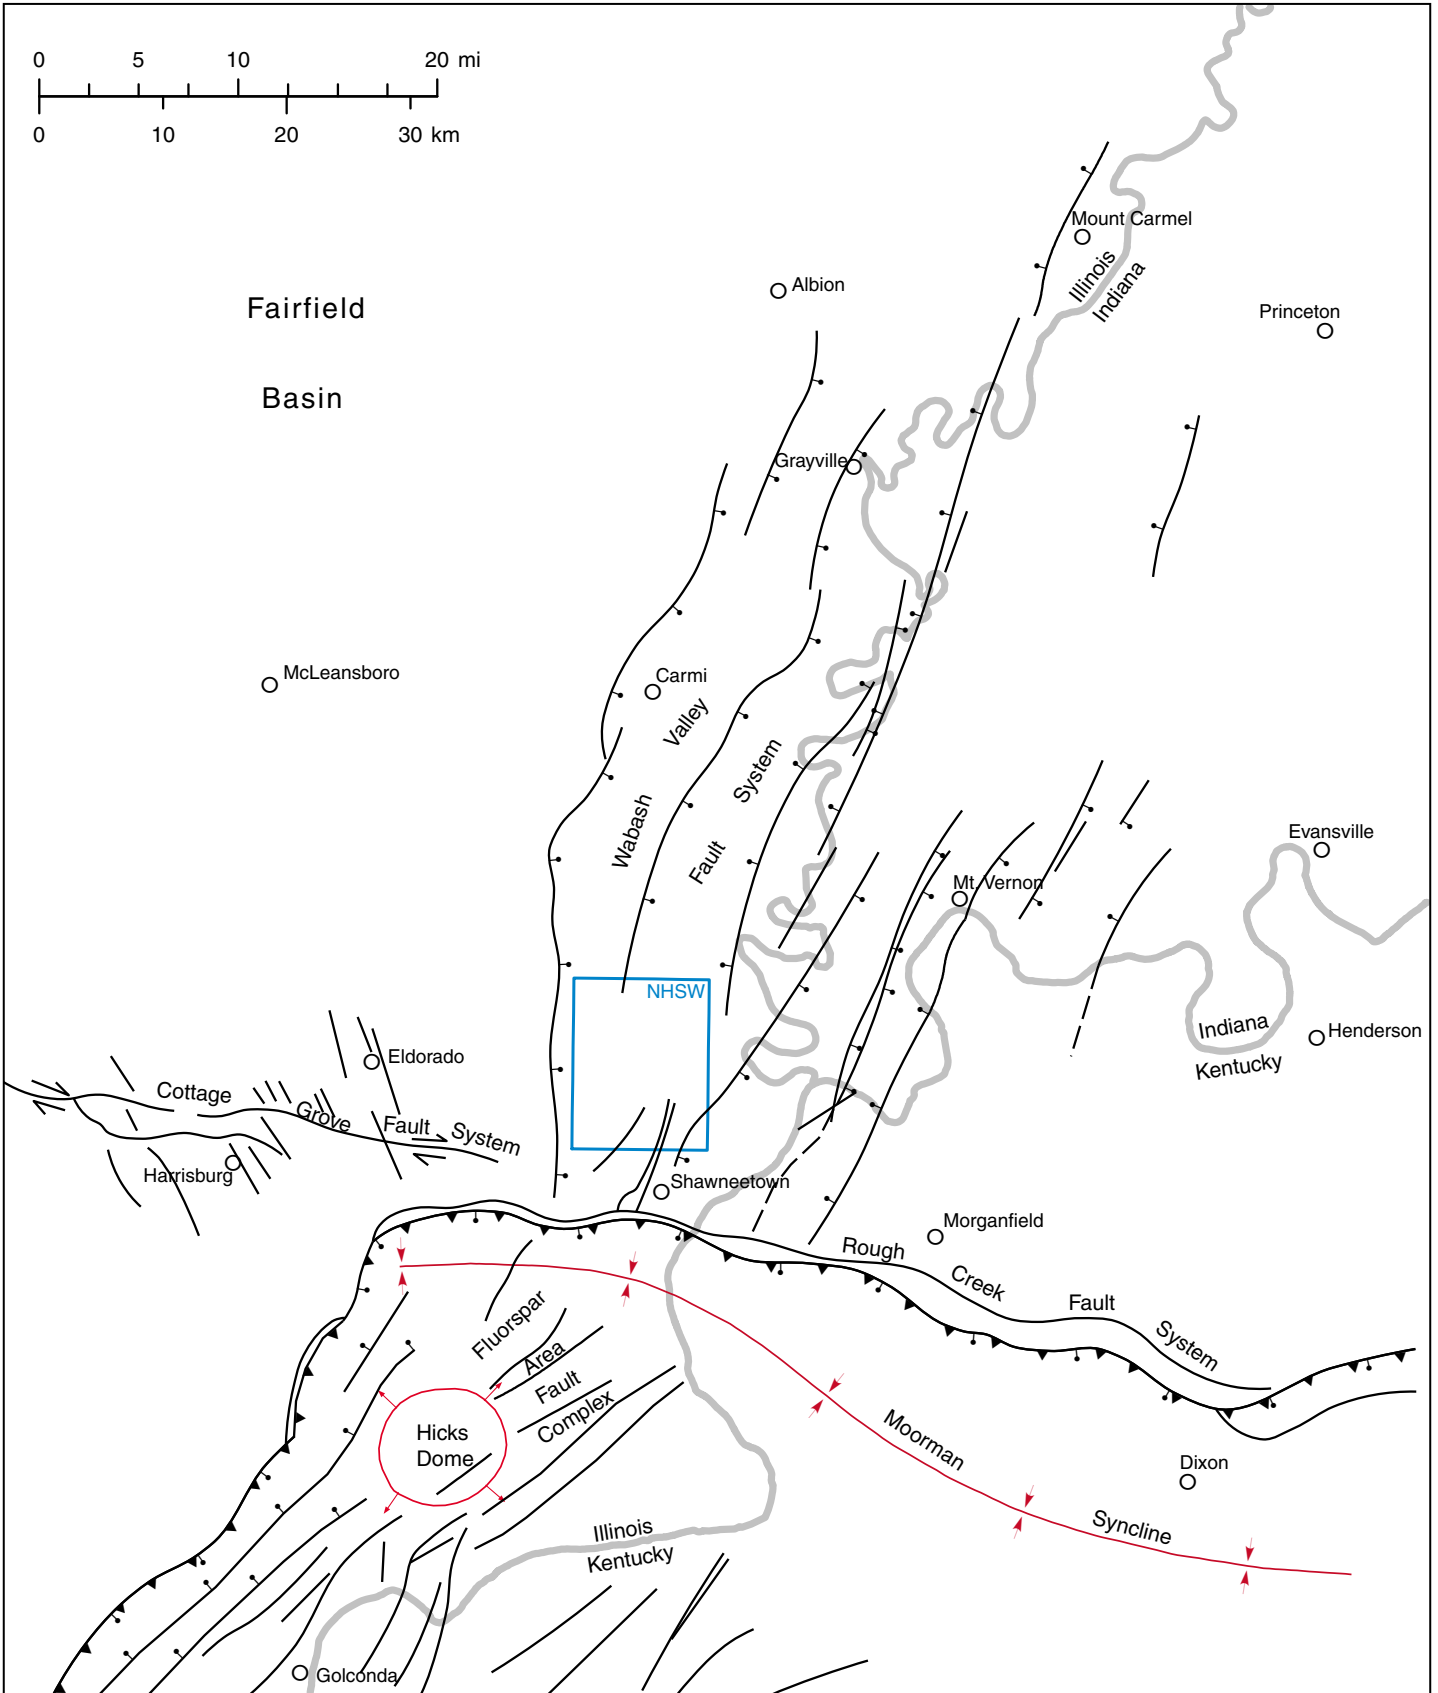 0 5 10 20 mi
0 10 20 30 km
Mount Carmel
Illinois
Indiana
Albion
Princeton
Fairfield
Basin
Grayville
McLeansboro
Carmi
Valley
System
Wabash
Fault
Evansville
Mt. Vernon
NHSW
Indiana
Kentucky
Henderson
Eldorado
Cottage
Grove
Fault
System
Harrisburg
Shawneetown
Morganfield
Rough
Creek
Fault
System
Fluorspar
Area
Fault
Complex
Hicks
Dome
Moorman
Syncline
Dixon
Illinois
Kentucky
Golconda